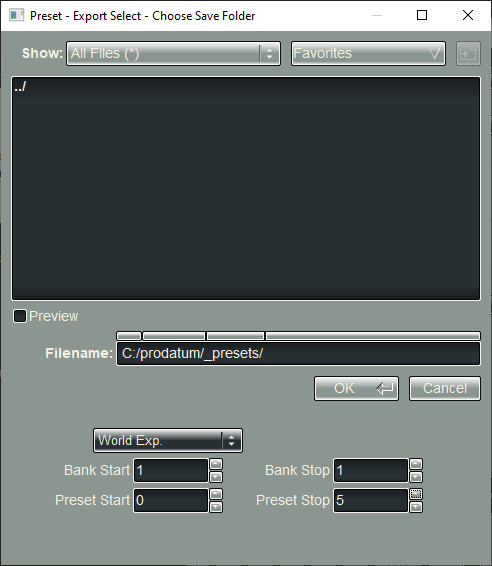 Preset - Export Select - Choose Save Folder
Show: All Files (*) Favorites
../
Preview
Filename: C:/prodatum/_presets/
OK Cancel
World Exp.
Bank Start 1 Bank Stop 1
Preset Start 0 Preset Stop 5